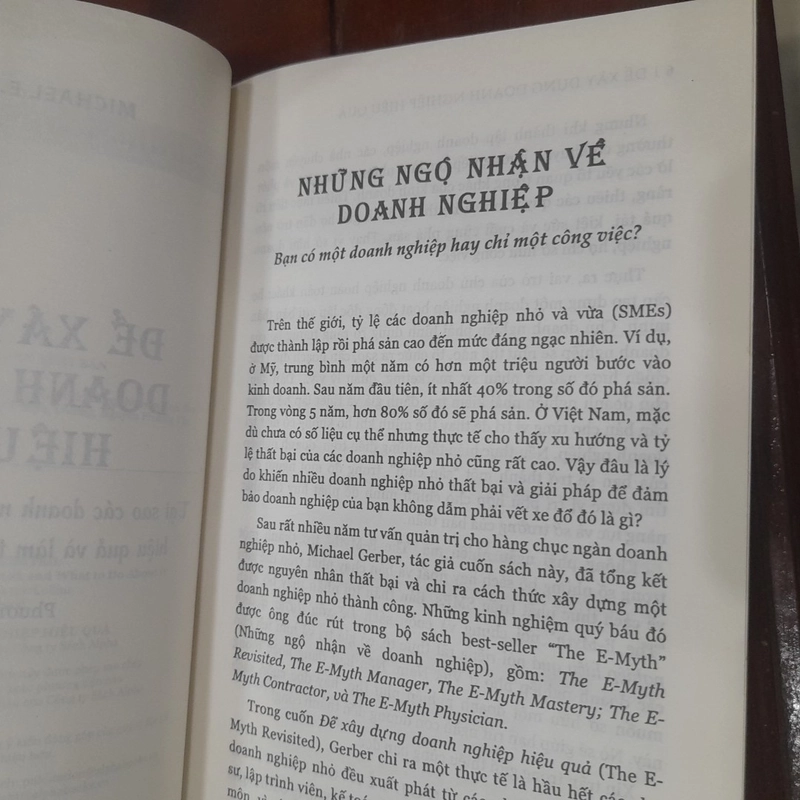 NHỮNG NGỘ NHẬN VỀ
DOANH NGHIỆP
Bạn có một doanh nghiệp hay chỉ một công việc?
Trên thế giới, tỷ lệ các doanh nghiệp nhỏ và vừa (SMEs)
được thành lập rồi phá sản cao đến mức đáng ngạc nhiên. Ví dụ,
ở Mỹ, trung bình một năm có hơn một triệu người bước vào
kinh doanh. Sau năm đầu tiên, ít nhất 40% trong số đó phá sản.
Trong vòng 5 năm, hơn 80% số đó sẽ phá sản. Ở Việt Nam, mặc
dù chưa có số liệu cụ thể nhưng thực tế cho thấy xu hướng và tỷ
lệ thất bại của các doanh nghiệp nhỏ cũng rất cao. Vậy đâu là lý
do khiến nhiều doanh nghiệp nhỏ thất bại và giải pháp để đảm
bảo doanh nghiệp của bạn không dẫm phải vết xe đổ đó là gì?
Sau rất nhiều năm tư vấn quản trị cho hàng chục ngàn doanh
nghiệp nhỏ, Michael Gerber, tác giả cuốn sách này, đã tổng kết
được nguyên nhân thất bại và chỉ ra cách thức xây dựng một
doanh nghiệp nhỏ thành công. Những kinh nghiệm quý báu đó
được ông đúc rút trong bộ sách best-seller “The E-Myth”
(Những ngộ nhận về doanh nghiệp), gồm: The E-Myth
Revisited, The E-Myth Manager, The E-Myth Mastery; The E-
Myth Contractor, và The E-Myth Physician.
Trong cuốn Để xây dựng doanh nghiệp hiệu quả (The E-
Myth Revisited), Gerber chỉ ra một thực tế là hầu hết các
doanh nghiệp nhỏ đều xuất phát từ các
sư, lập trình viên, kế